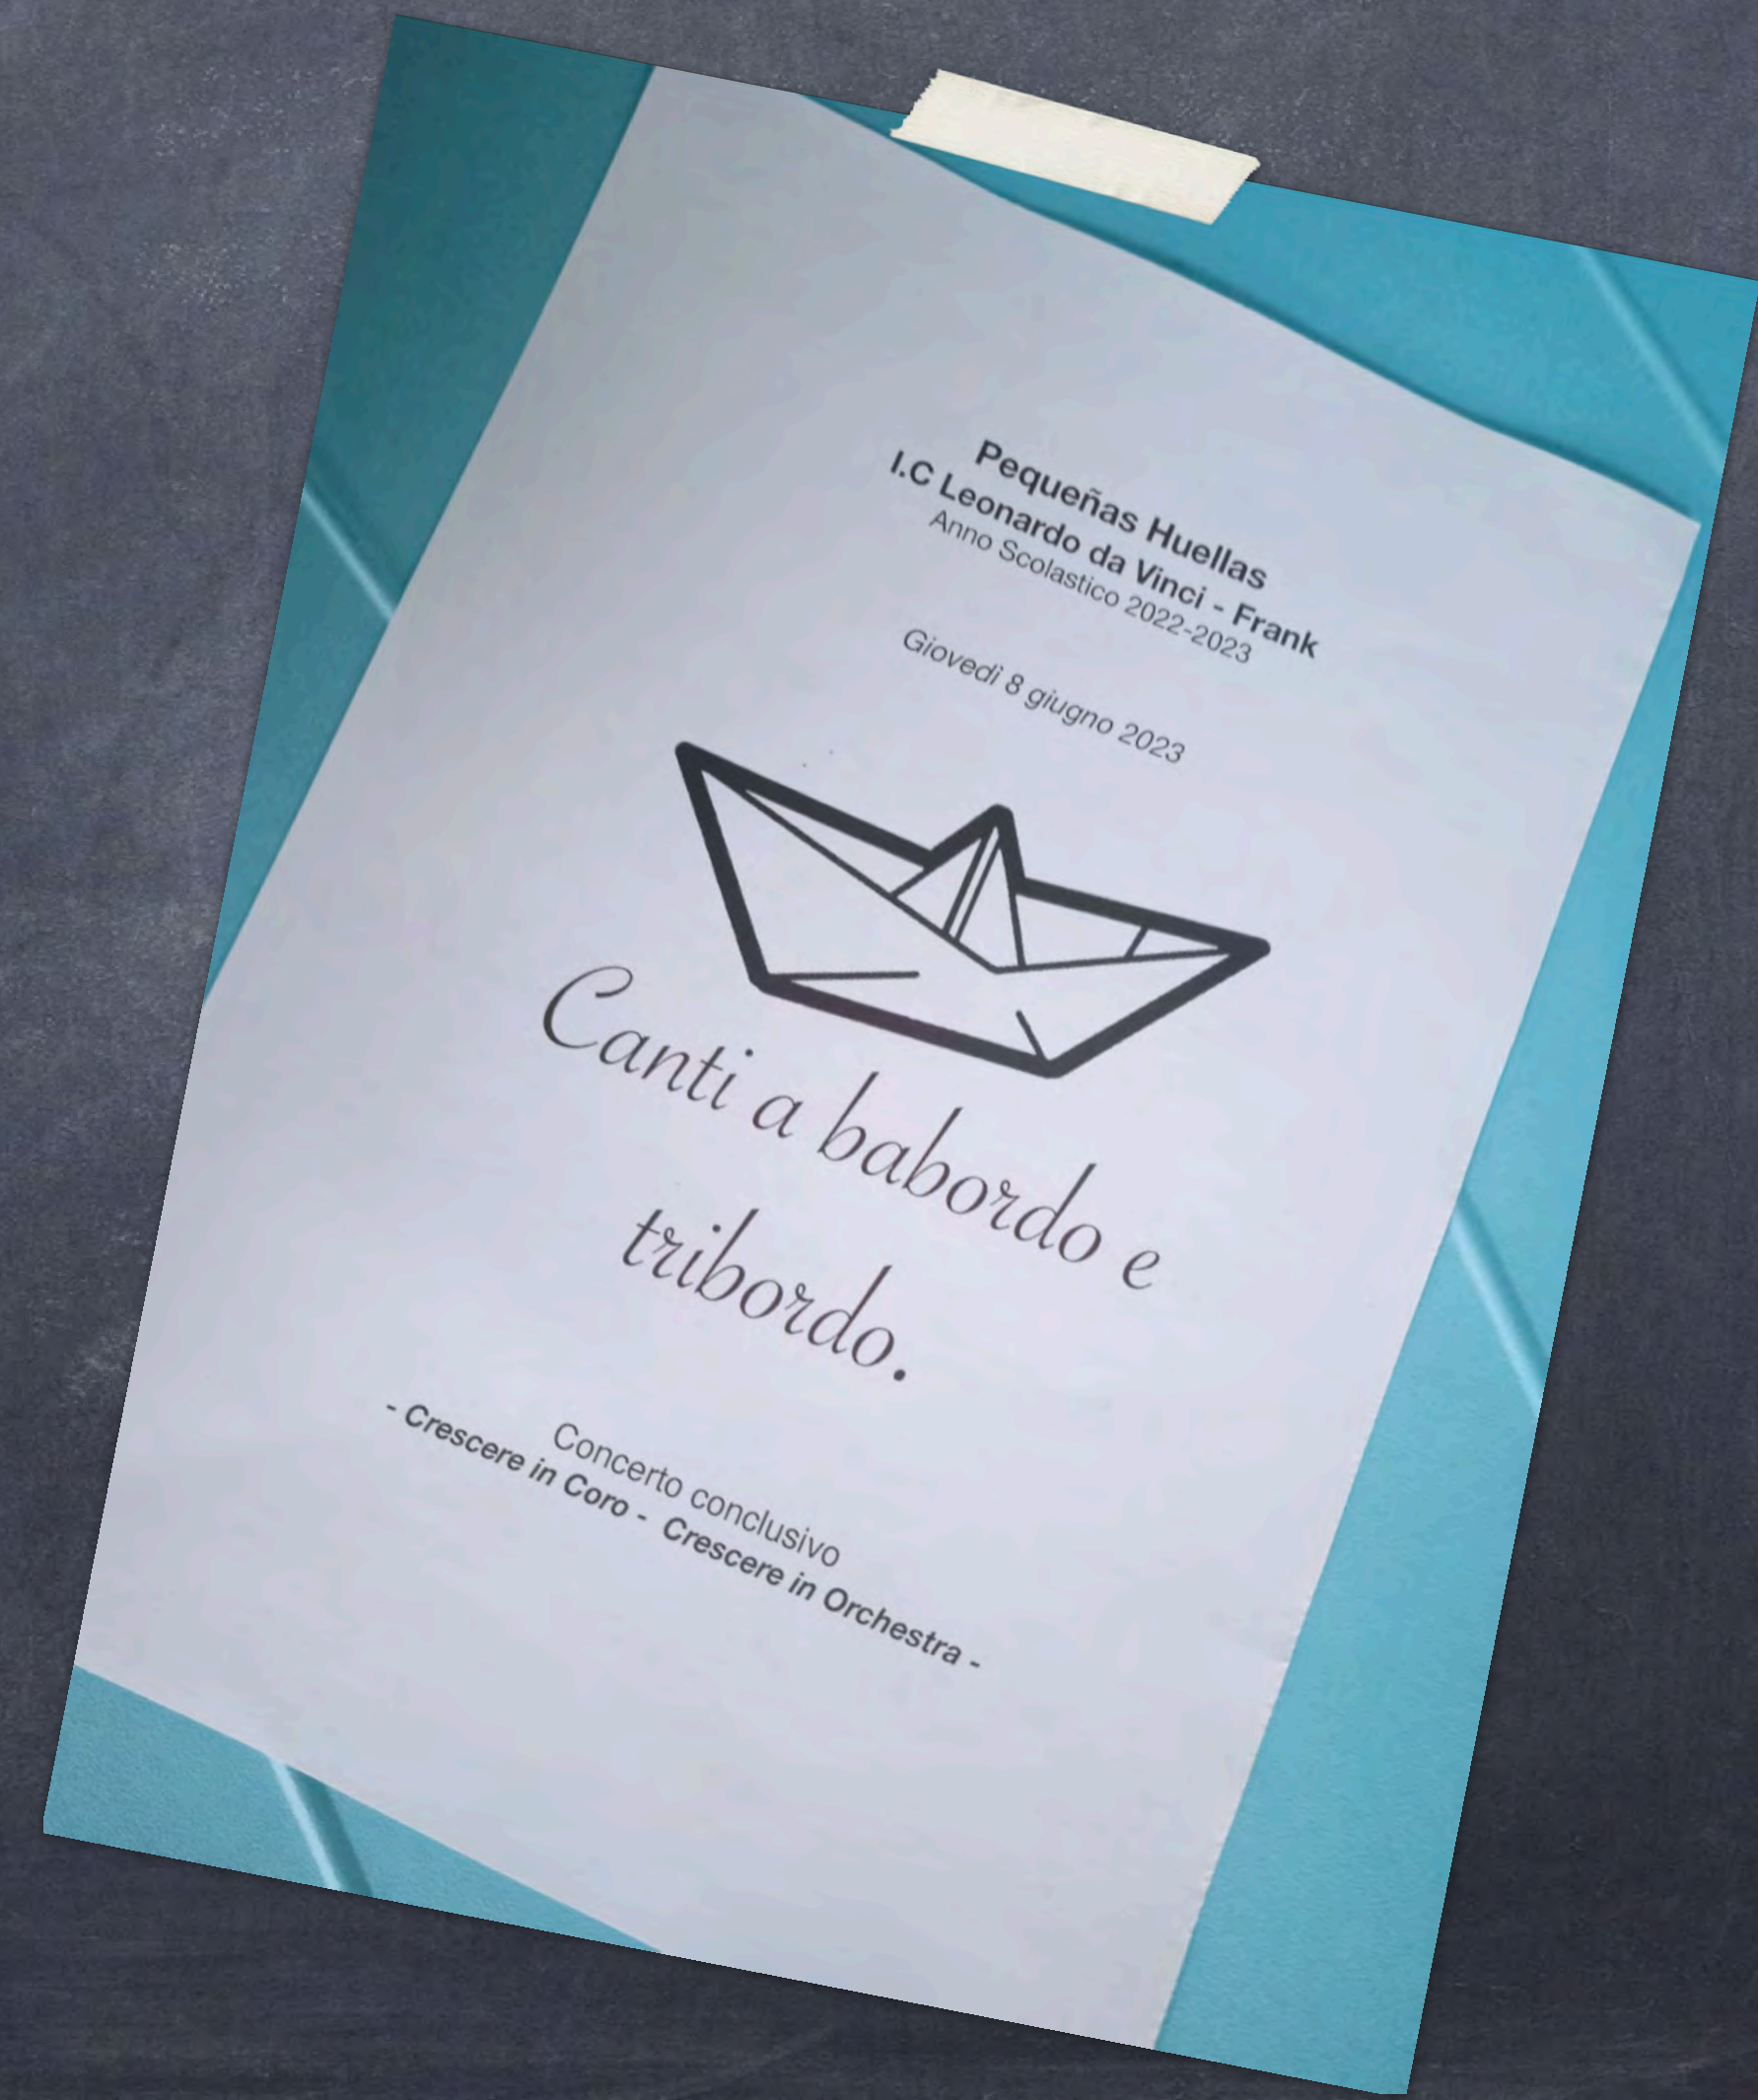 Pequeñas Huellas
I.C Leonardo da Vinci - Frank
Anno Scolastico 2022-2023
Giovedì 8 giugno 2023
Canti a babordo e
tribordo.
Concerto conclusivo
- Crescere in Coro - Crescere in Orchestra -